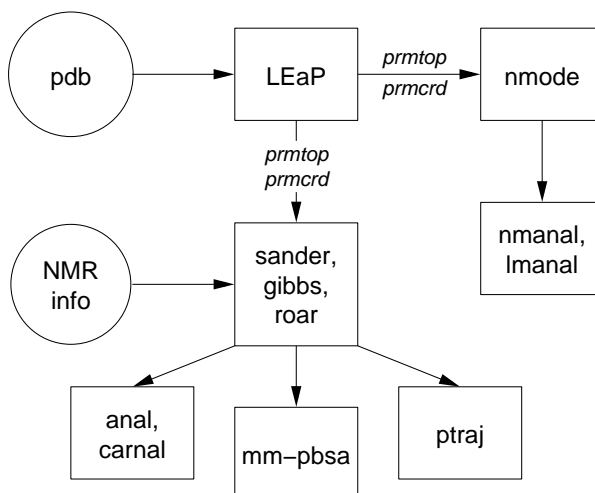 pdb
LEaP
prmtop
prmcrd
nmode
prmtop
prmcrd
nmanal,
lmanal
NMR
info
sander,
gibbs,
roar
anal,
carnal
mm−pbsa
ptraj